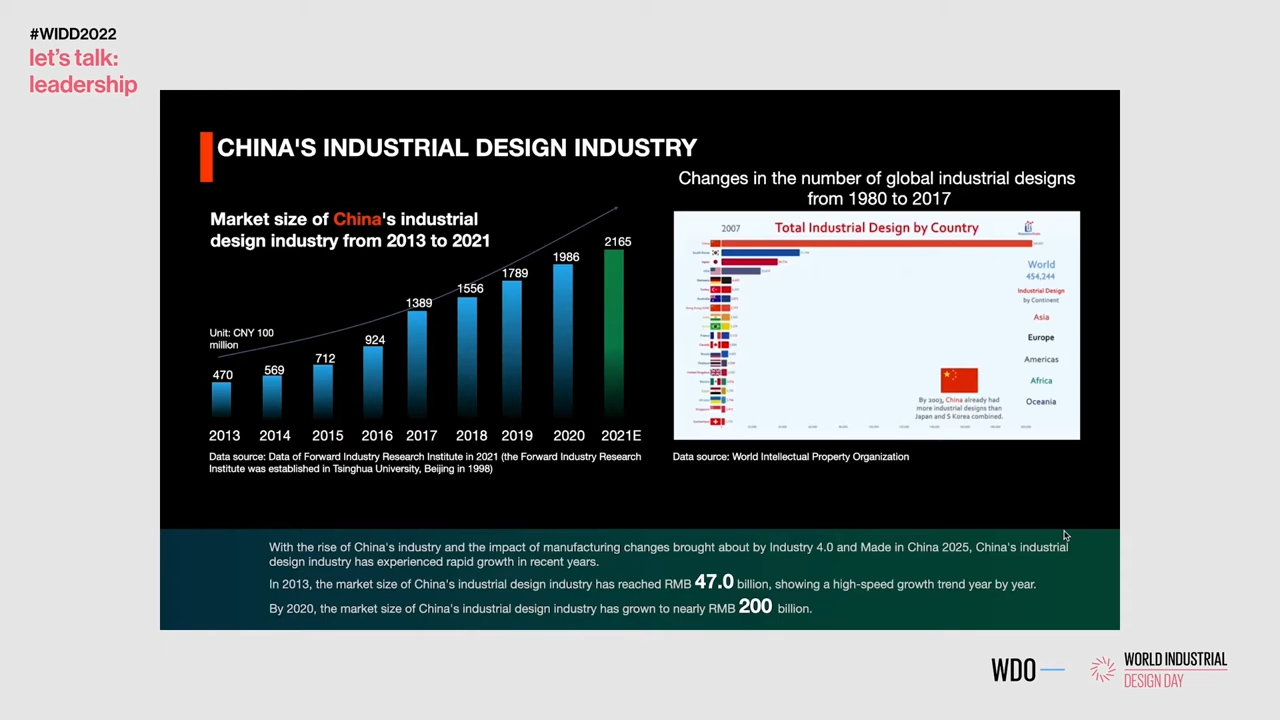 #WIDD2022
let's talk:
leadership
CHINA'S INDUSTRIAL DESIGN INDUSTRY
Market size of China's industrial
design industry from 2013 to 2021
Unit: CNY 100
million
470
569
712
924
1389
1556
1789
1986
2165
2013
2014
2015
2016
2017
2018
2019
2020
2021E
Data source: Data of Forward Industry Research Institute in 2021 (the Forward Industry Research
Institute was established in Tsinghua University, Beijing in 1998)
Changes in the number of global industrial designs
from 1980 to 2017
2007
Total Industrial Design by Country
World
454,244
Industrial Design
by Continent
Asia
Europe
Americas
Africa
Oceania
By 2003, China already had
more industrial designs than
Japan and S Korea combined.
Data source: World Intellectual Property Organization
With the rise of China's industry and the impact of manufacturing changes brought about by Industry 4.0 and Made in China 2025, China's industrial
design industry has experienced rapid growth in recent years.
In 2013, the market size of China's industrial design industry has reached RMB 47.0 billion, showing a high-speed growth trend year by year.
By 2020, the market size of China's industrial design industry has grown to nearly RMB 200 billion.
WDO
WORLD INDUSTRIAL
DESIGN DAY